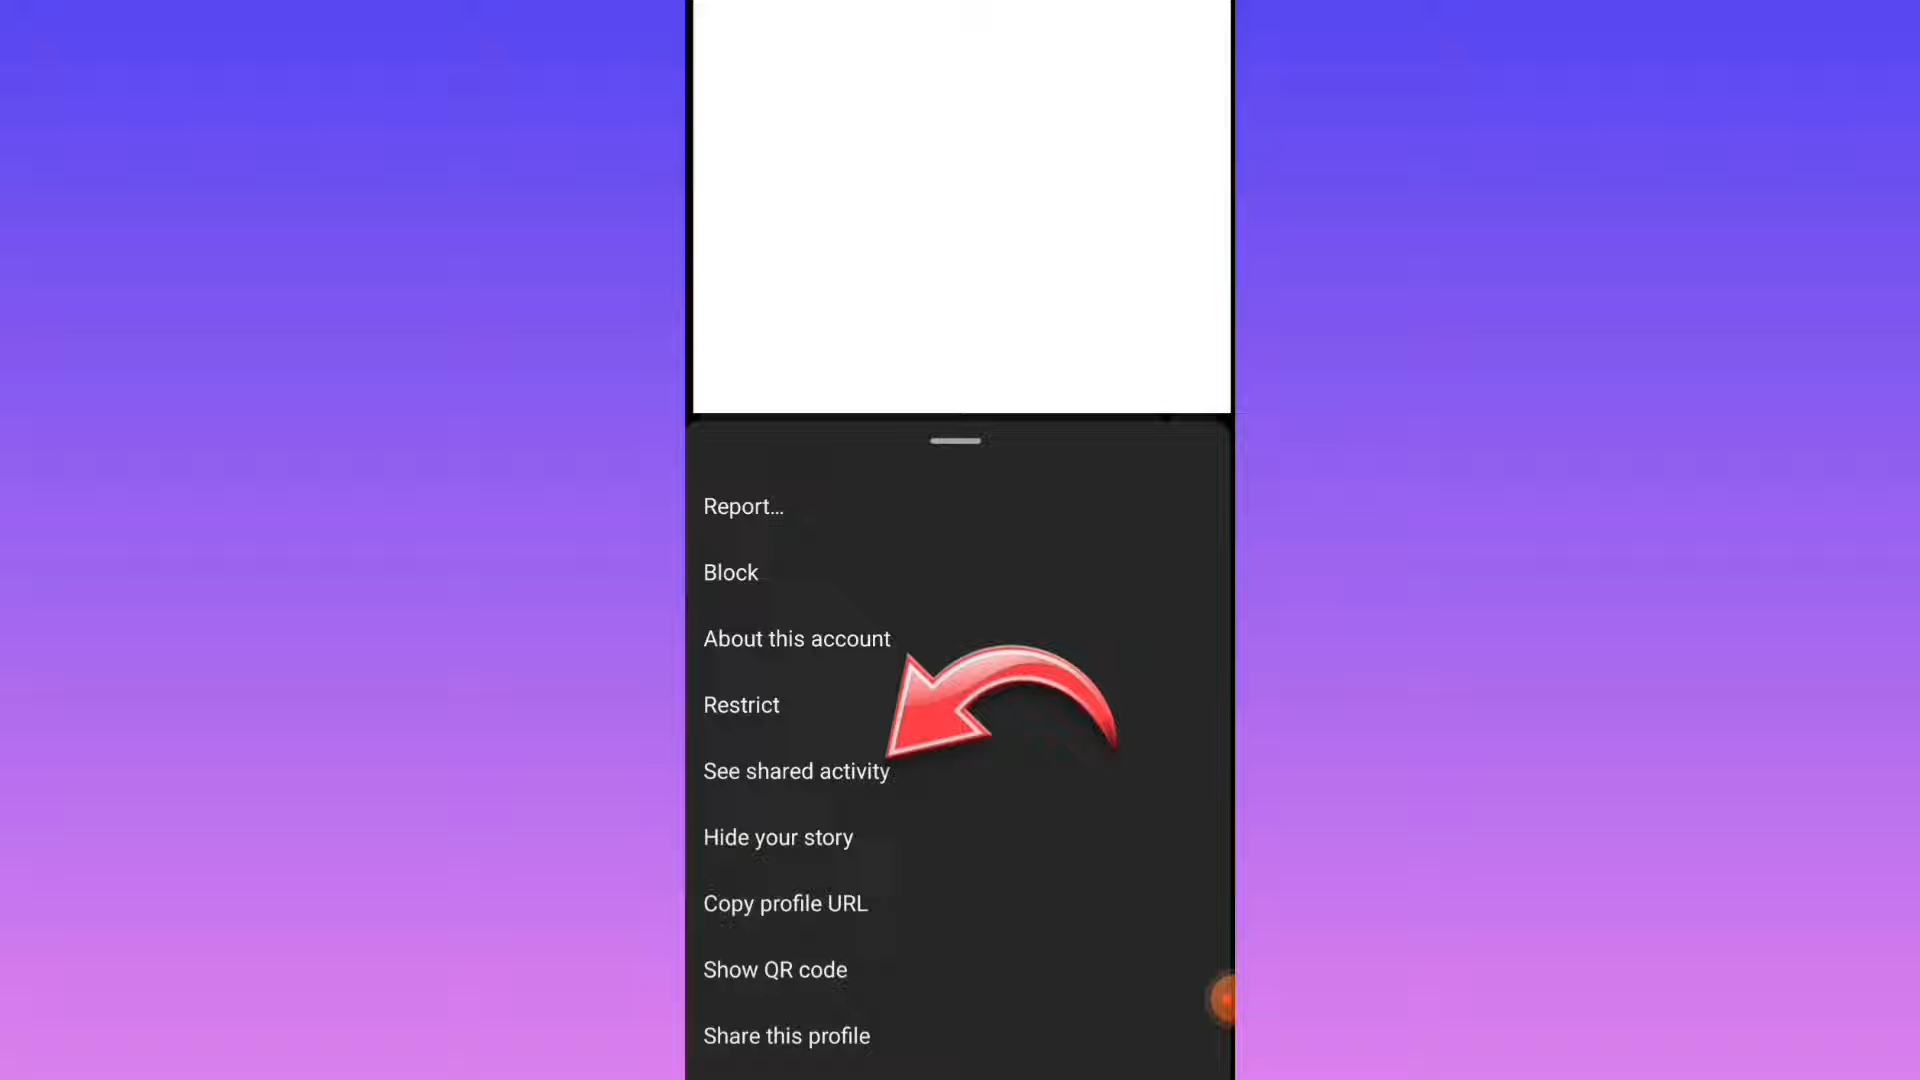 Report...
Block
About this account
Restrict
See shared activity
Hide your story
Copy profile URL
Show QR code
Share this profile